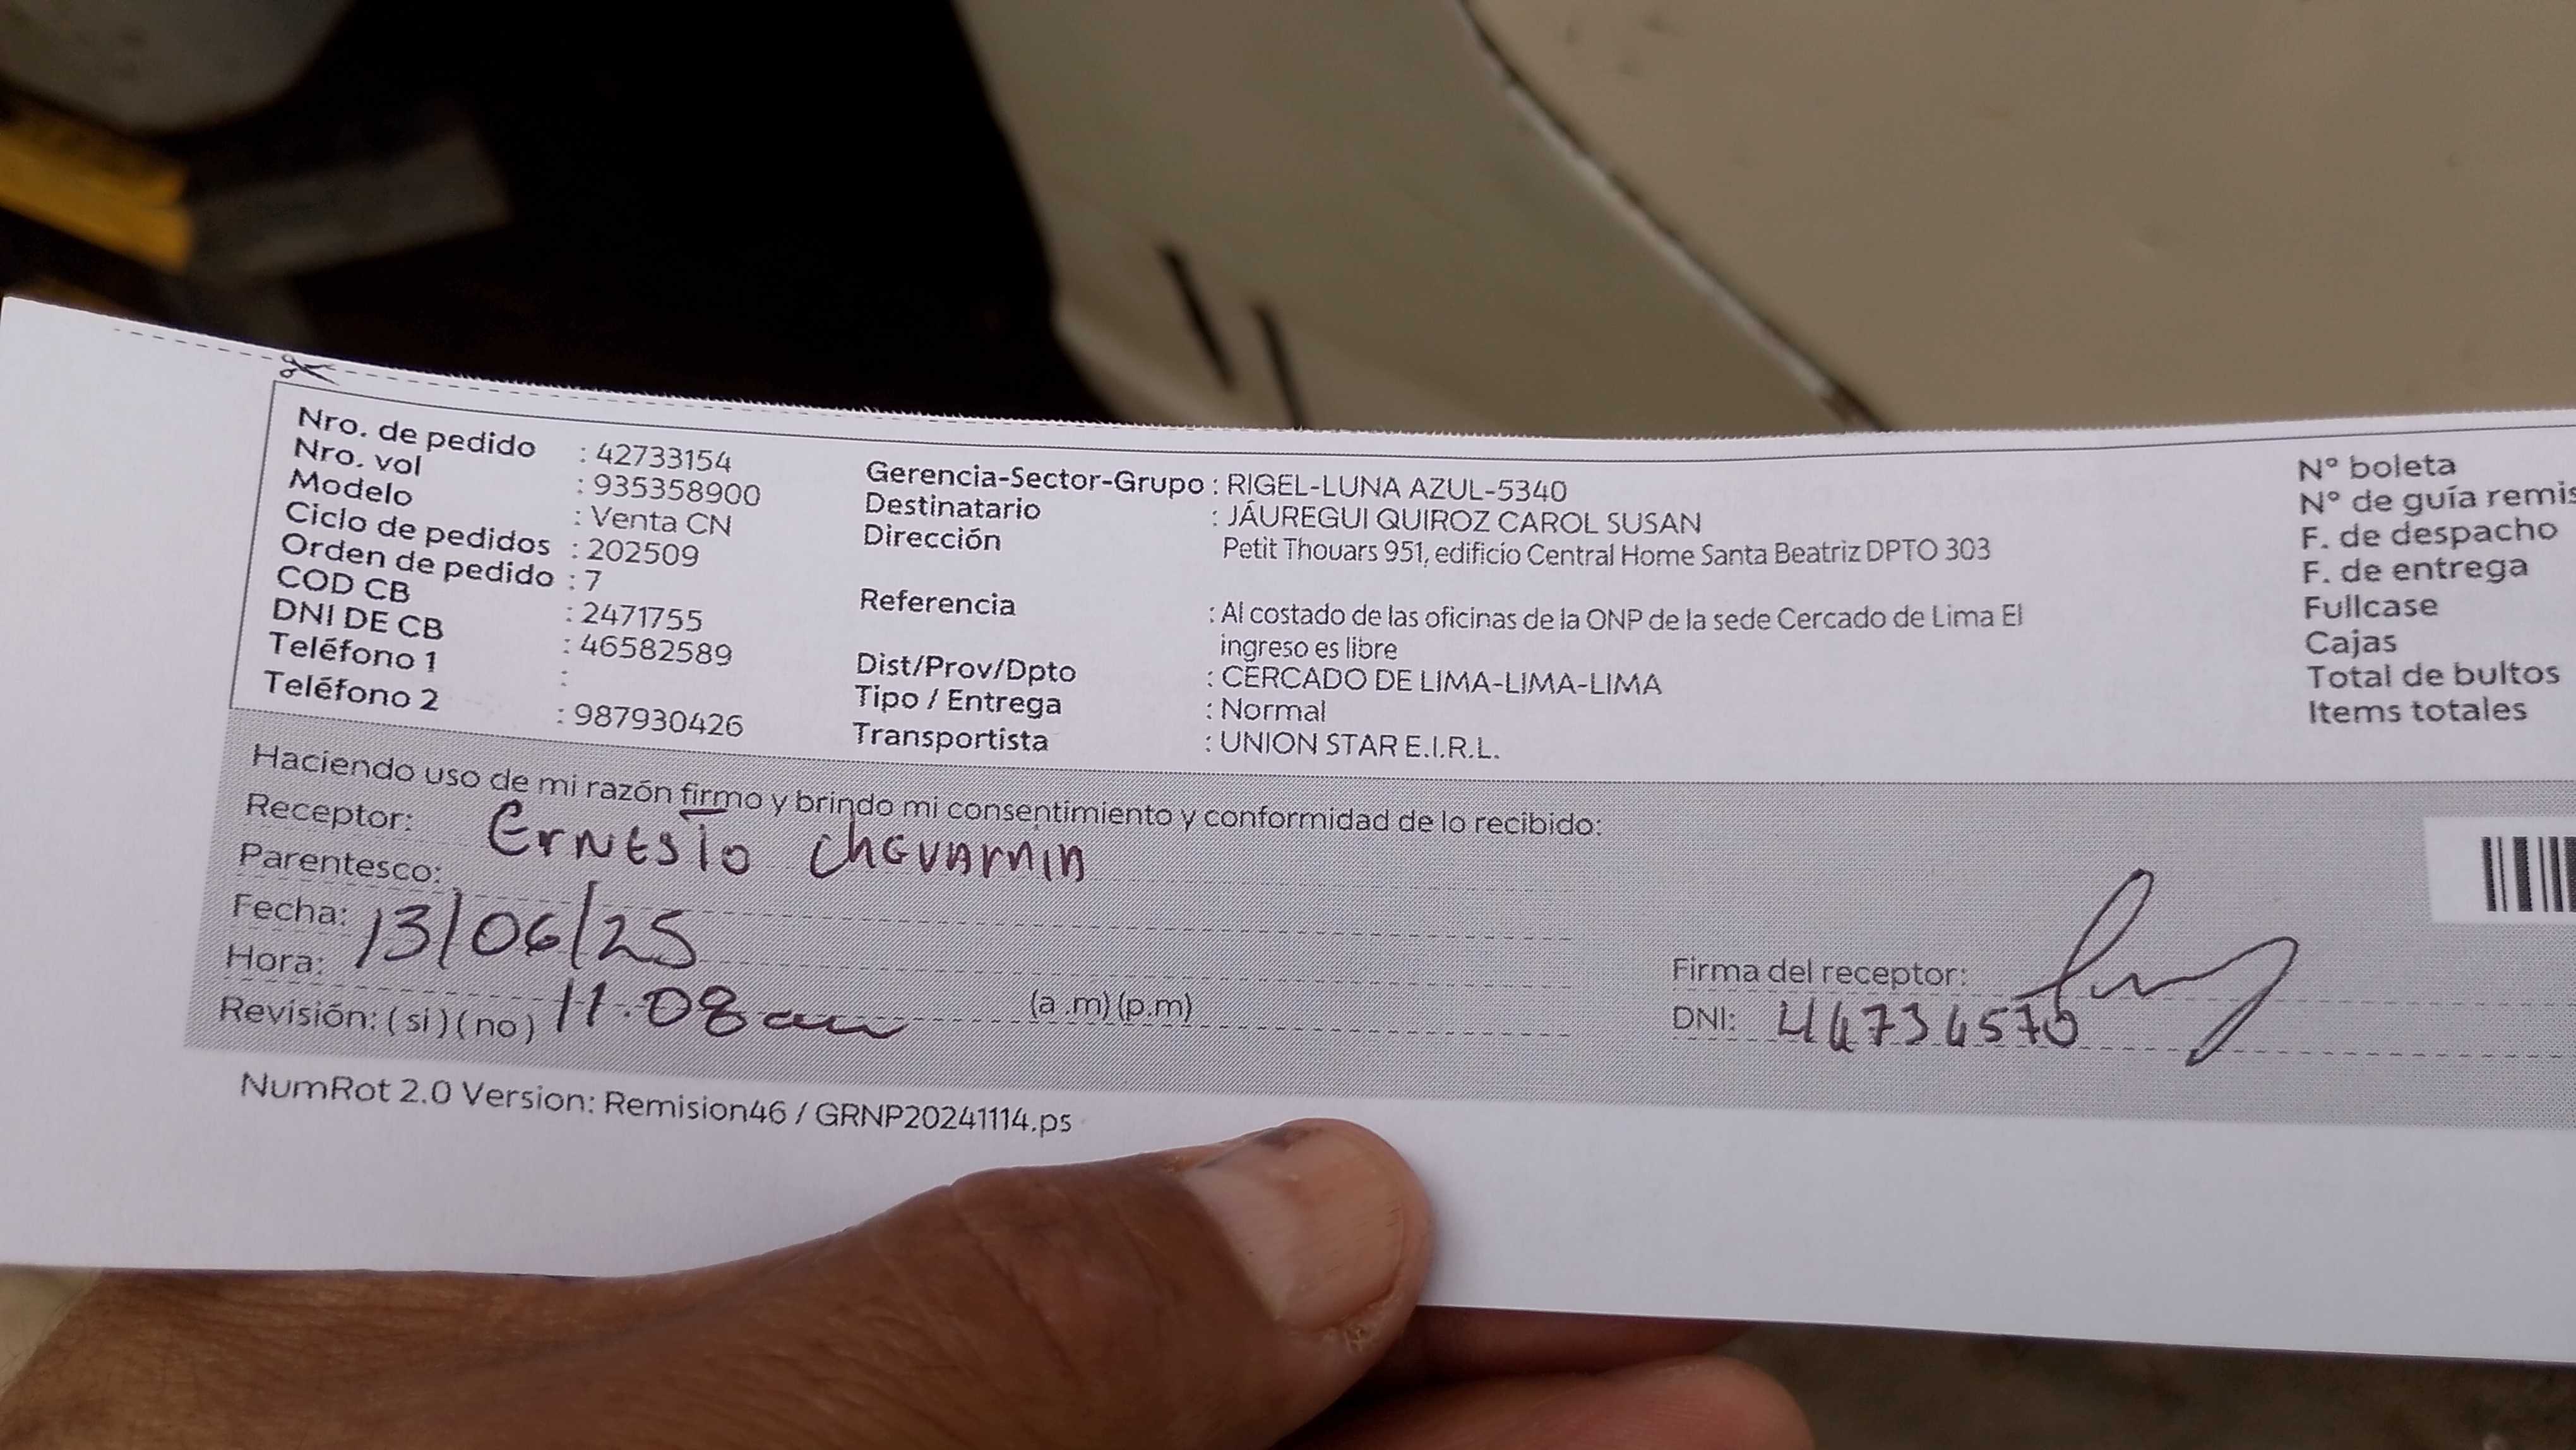 Nro. de pedido : 42733154
Nro. vol : 935358900
Modelo : Venta CN
Ciclo de pedidos : 202509
Orden de pedido : 7
COD CB : 2471755
DNI DE CB : 46582589
Teléfono 1 :
Teléfono 2 : 987930426
Gerencia-Sector-Grupo : RIGEL-LUNA AZUL-5340
Destinatario : JÁUREGUI QUIROZ CAROL SUSAN
Dirección Petit Thouars 951, edificio Central Home Santa Beatriz DPTO 303
Referencia : Al costado de las oficinas de la ONP de la sede Cercado de Lima El
ingreso es libre
Dist/Prov/Dpto : CERCADO DE LIMA-LIMA-LIMA
Tipo / Entrega : Normal
Transportista : UNION STAR E.I.R.L.
N° boleta
N° de guía remis
F. de despacho
F. de entrega
Fullcase
Cajas
Total de bultos
Items totales
Haciendo uso de mi razón firmo y brindo mi consentimiento y conformidad de lo recibido:
Receptor: Ernesto
Parentesco:
Fecha: 13/06/25
Hora: 11:08 am (a.m) (p.m)
Revisión: (si) (no)
Firma del receptor:
DNI: 44734570
NumRot 2.0 Version: Remision46 / GRNP20241114.ps